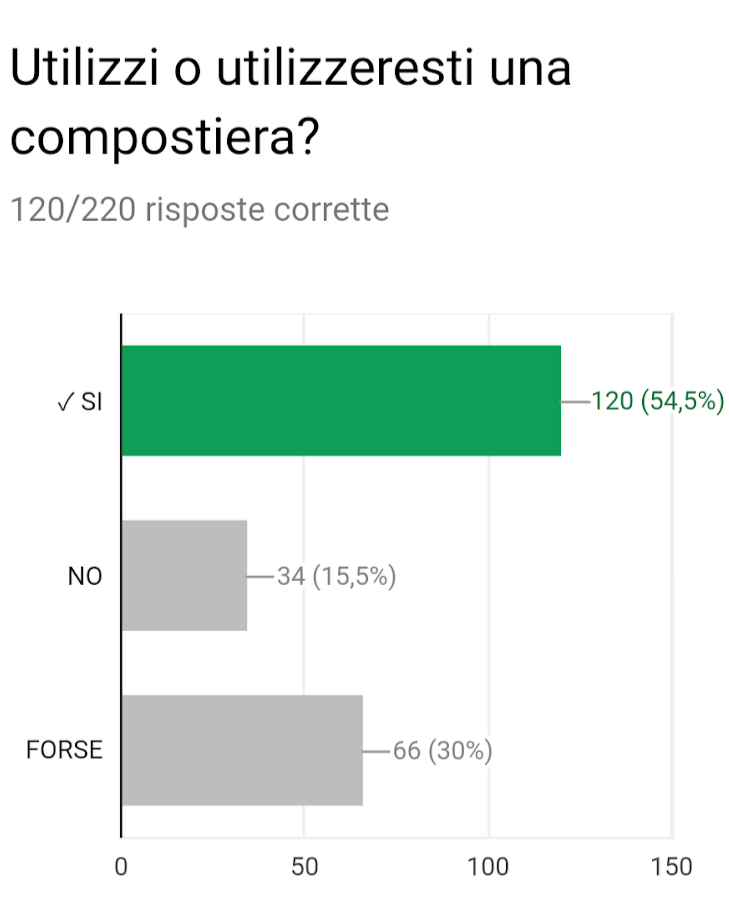 Utilizzi o utilizzeresti una
compostiera?
120/220 risposte corrette
✓ SI
120 (54,5%)
NO
34 (15,5%)
FORSE
66 (30%)
0
50
100
150